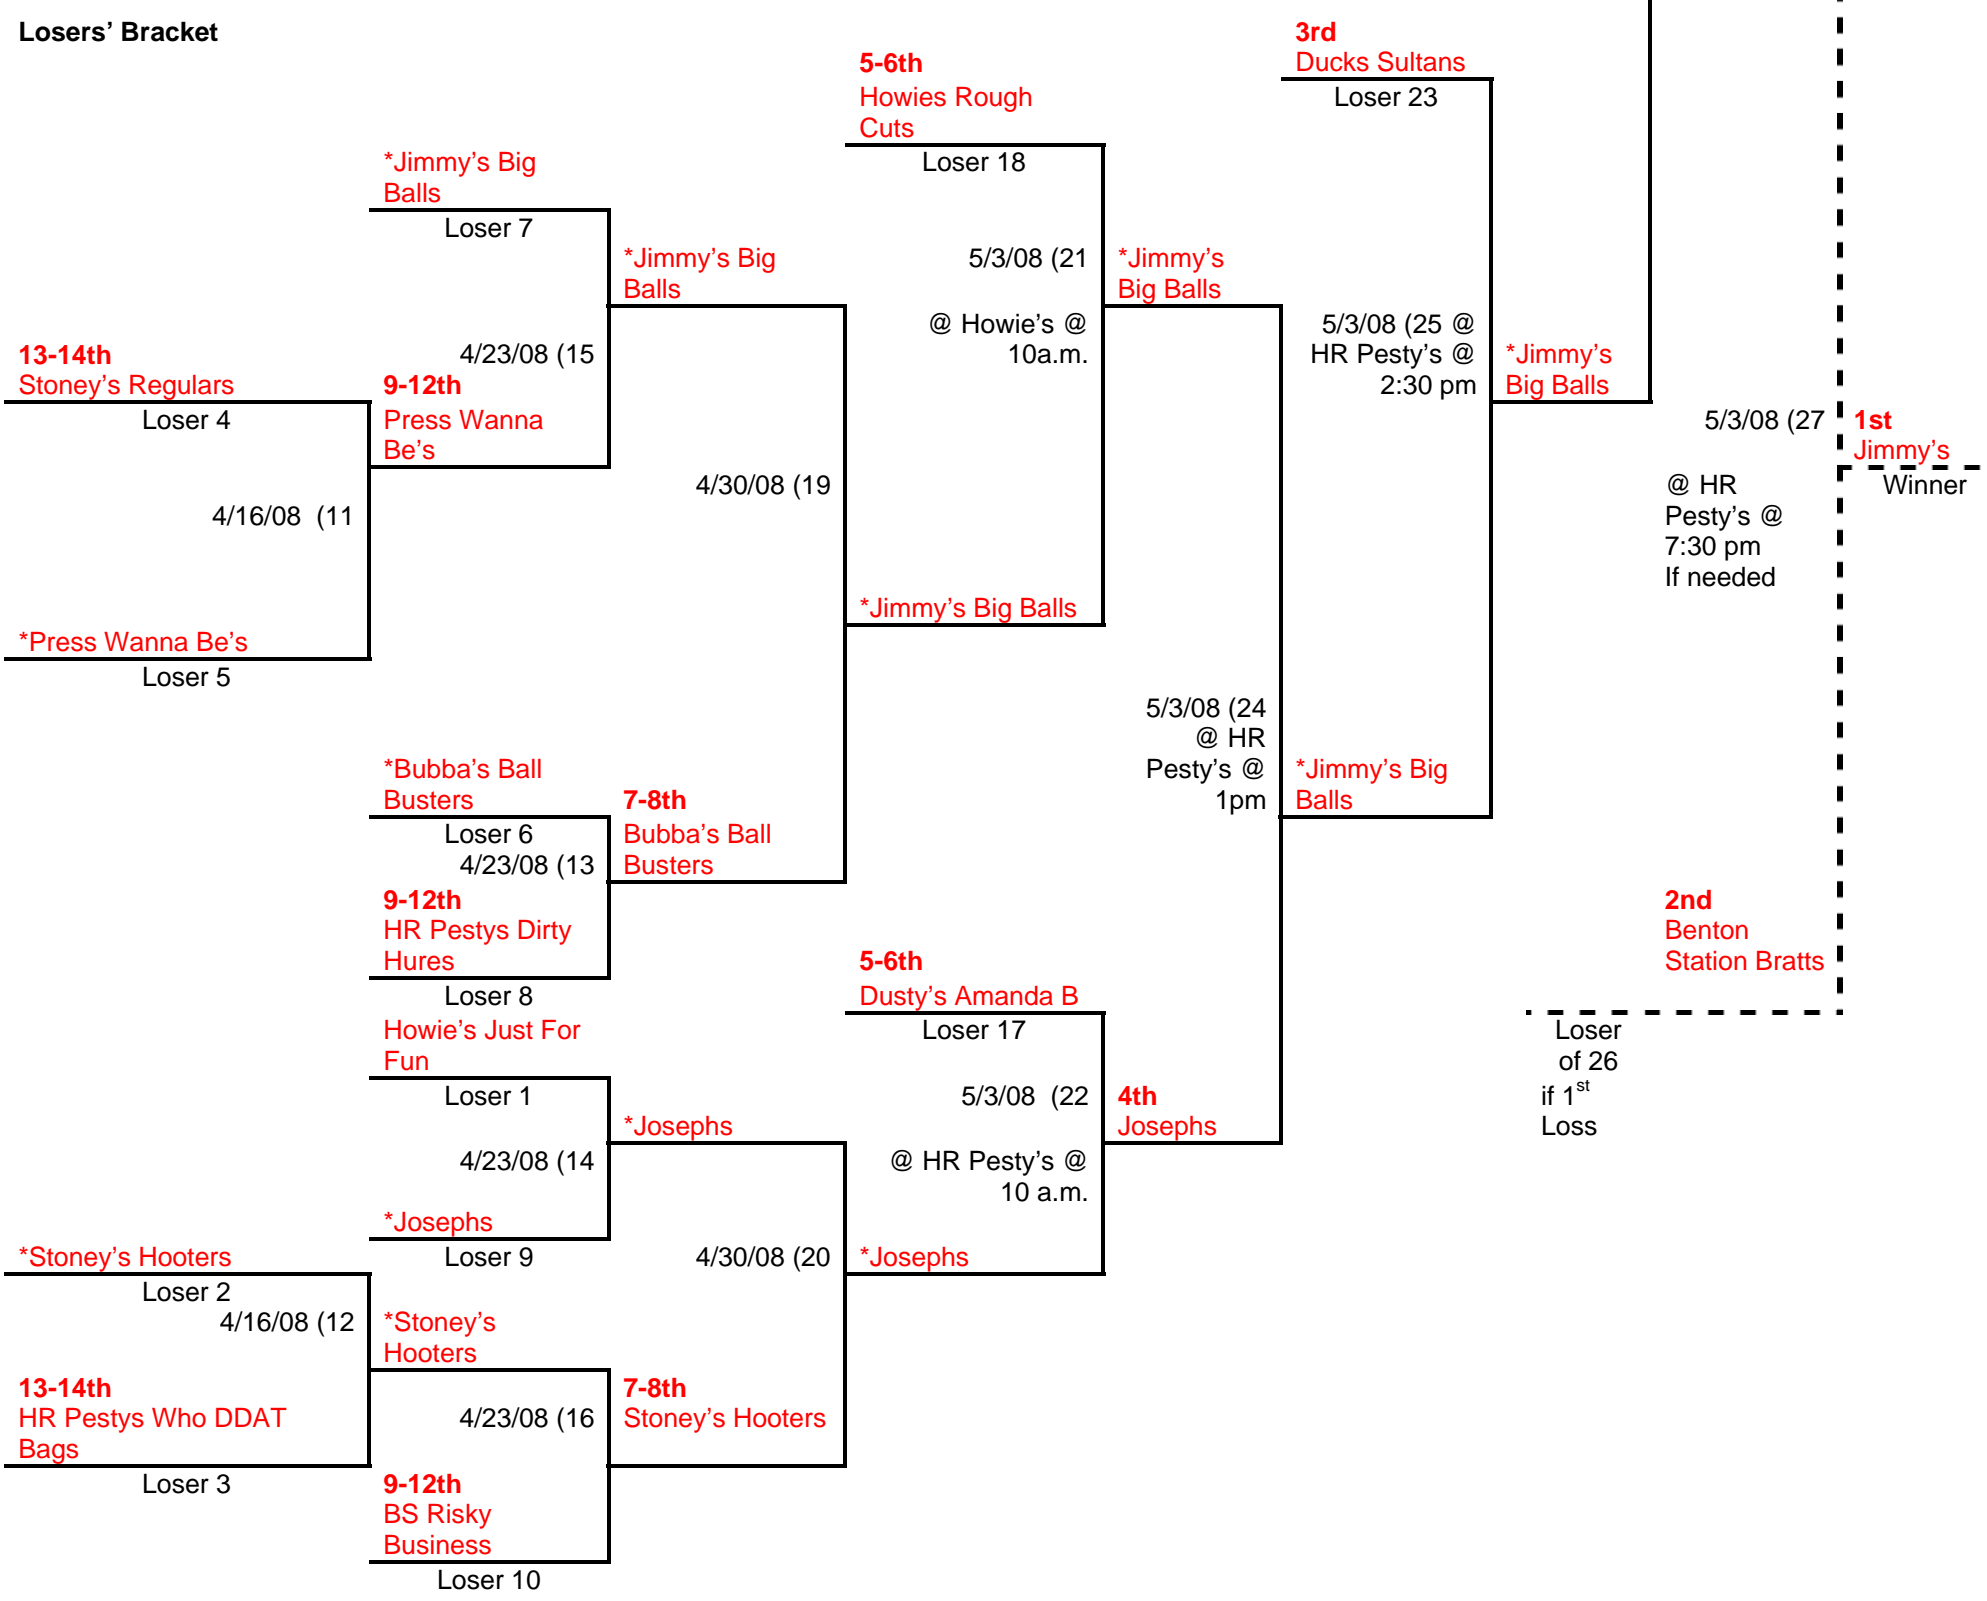 Losers’ Bracket
3rd
Ducks Sultans
Loser 23
5-6th
Howies Rough
Cuts
Loser 18
*Jimmy’s Big
Balls
Loser 7
*Jimmy’s Big
Balls
5/3/08 (21
@ Howie’s @
10a.m.
*Jimmy’s
Big Balls
5/3/08 (25 @
HR Pesty’s @
2:30 pm
*Jimmy’s
Big Balls
13-14th
Stoney’s Regulars
Loser 4
4/23/08 (15
9-12th
Press Wanna
Be’s
4/16/08  (11
4/30/08 (19
5/3/08 (27
@ HR
Pesty’s @
7:30 pm
If needed
1st
Jimmy’s
Winner
*Press Wanna Be’s
Loser 5
*Jimmy’s Big Balls
5/3/08 (24
@ HR
Pesty’s @
1pm
*Jimmy’s Big
Balls
*Bubba’s Ball
Busters
Loser 6
4/23/08 (13
7-8th
Bubba’s Ball
Busters
9-12th
HR Pestys Dirty
Hures
Loser 8
2nd
Benton
Station Bratts
Loser
of 26
if 1st
Loss
5-6th
Dusty’s Amanda B
Loser 17
Howie’s Just For
Fun
Loser 1
5/3/08  (22
@ HR Pesty’s @
10 a.m.
4th
Josephs
*Josephs
4/23/08 (14
*Josephs
Loser 9
4/30/08 (20
*Josephs
*Stoney’s Hooters
Loser 2
4/16/08 (12
*Stoney’s
Hooters
13-14th
HR Pestys Who DDAT
Bags
Loser 3
4/23/08 (16
7-8th
Stoney’s Hooters
9-12th
BS Risky
Business
Loser 10